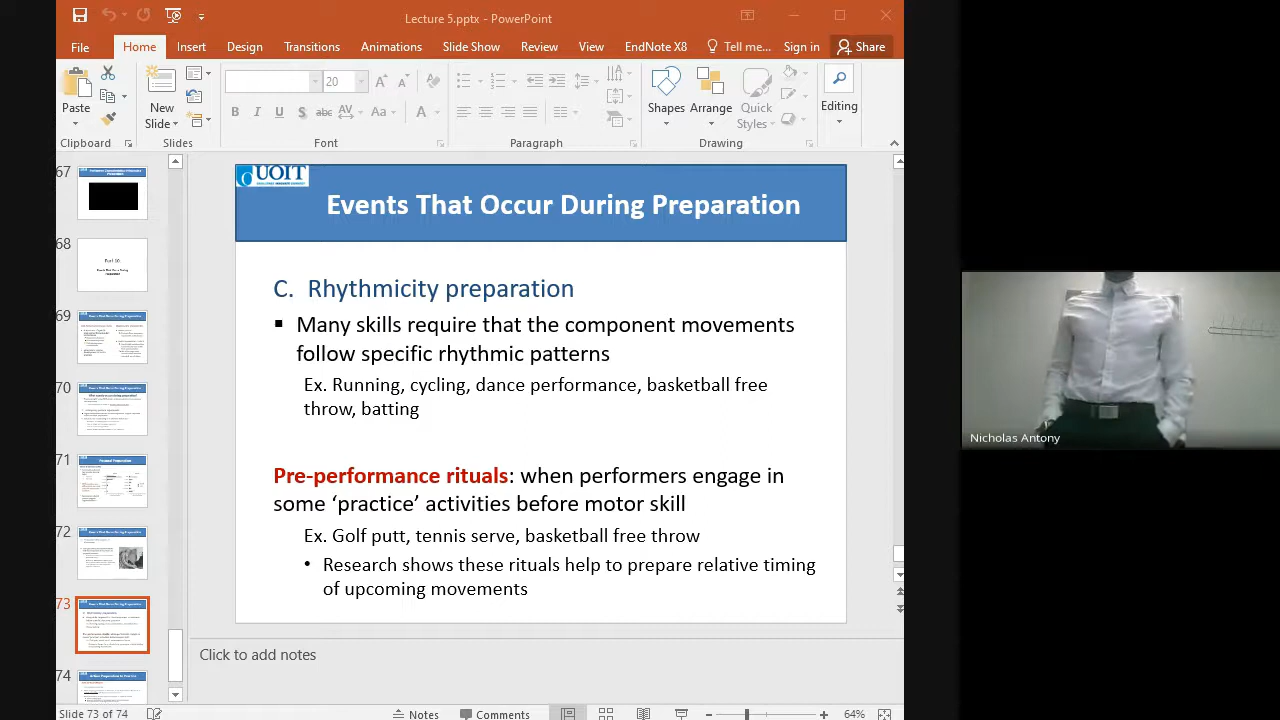 Lecture 5.pptx - PowerPoint
File Home Insert Design Transitions Animations Slide Show Review View EndNote X8 Tell me... Sign in Share
20
Paste New Slide Shapes Arrange Quick Styles Editing
B I U S abc AV Aa A
Clipboard Slides Font Paragraph Drawing
67
68
69
70
71
72
73
74
UOIT
Events That Occur During Preparation
C. Rhythmicity preparation
Many skills require that the component movements
follow specific rhythmic patterns
Ex. Running, cycling, dance performance, basketball free
throw, batting
Pre-performance rituals: when performers engage in
some ‘practice’ activities before motor skill
Ex. Golf putt, tennis serve, basketball free throw
• Research shows these rituals help to prepare relative timing
of upcoming movements
Click to add notes
Slide 73 of 74 Notes Comments 64%
Nicholas Antony